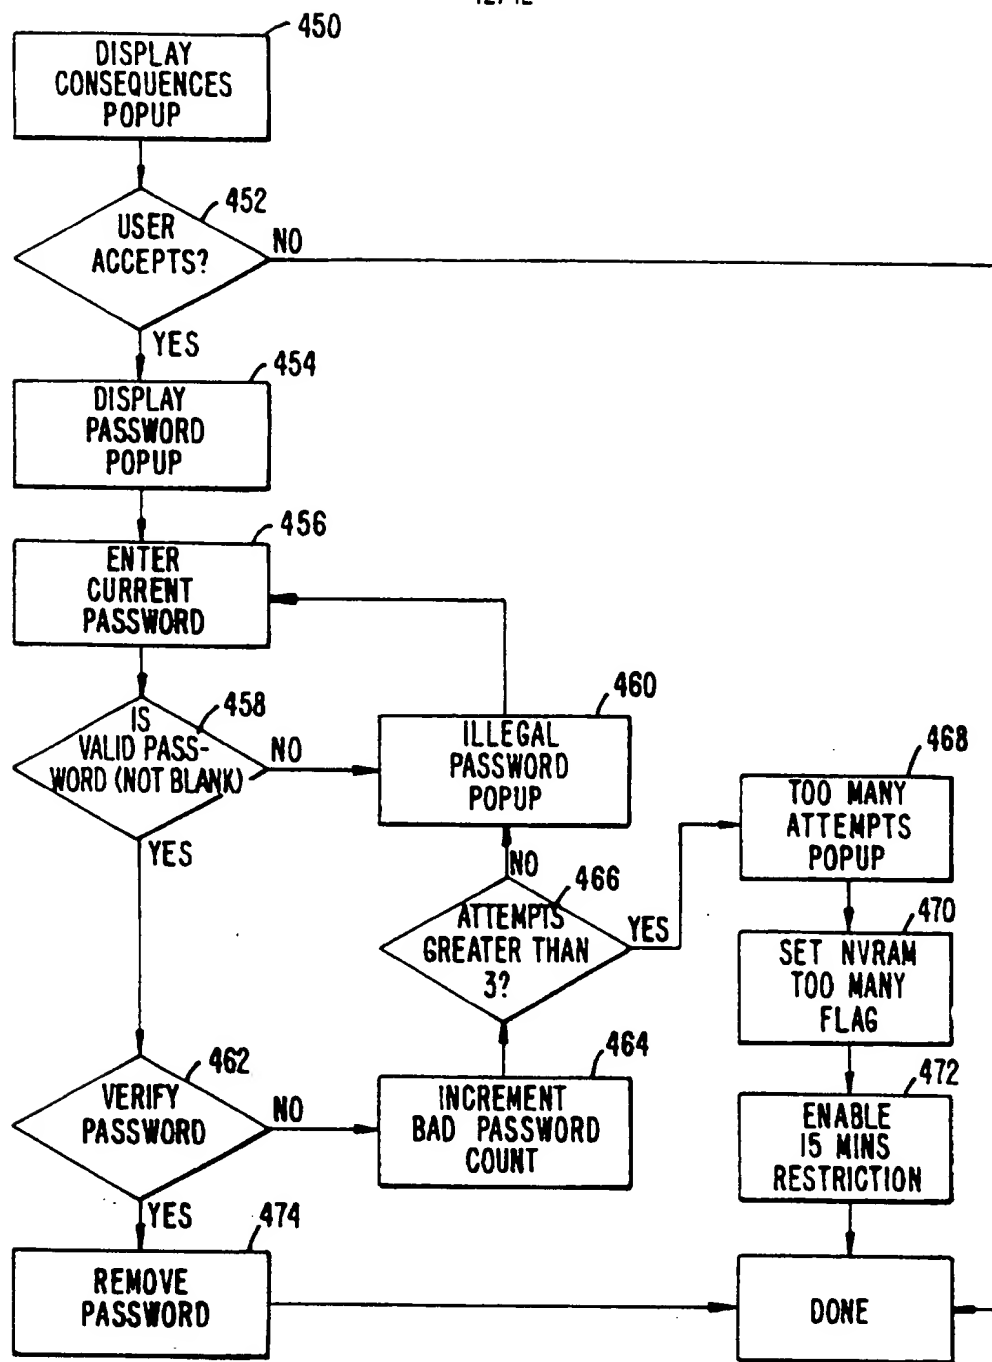 450
DISPLAY
CONSEQUENCES
POPUP
452
USER
ACCEPTS?
NO
YES
454
DISPLAY
PASSWORD
POPUP
456
ENTER
CURRENT
PASSWORD
458
IS
VALID PASS-
WORD (NOT BLANK)
NO
YES
460
ILLEGAL
PASSWORD
POPUP
468
TOO MANY
ATTEMPTS
POPUP
NO
466
ATTEMPTS
GREATER THAN
3?
YES
470
SET NVRAM
TOO MANY
FLAG
462
VERIFY
PASSWORD
NO
YES
464
INCREMENT
BAD PASSWORD
COUNT
472
ENABLE
15 MINS
RESTRICTION
474
REMOVE
PASSWORD
DONE